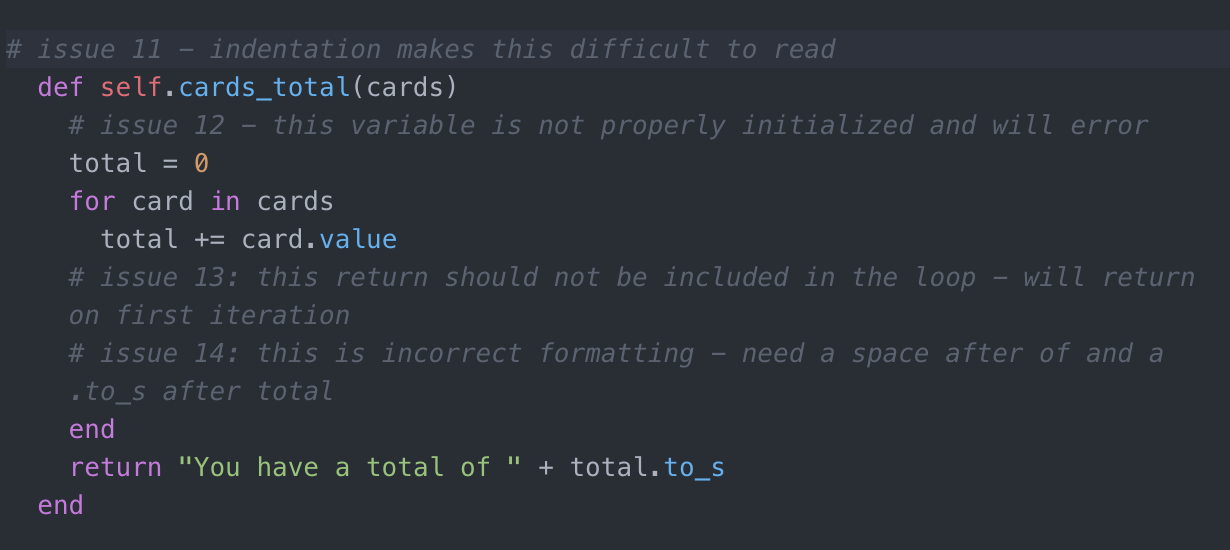 # issue 11 – indentation makes this difficult to read
def self.cards_total(cards)
# issue 12 – this variable is not properly initialized and will error
total = 0
for card in cards
total += card.value
# issue 13: this return should not be included in the loop – will return
on first iteration
# issue 14: this is incorrect formatting – need a space after of and a
.to_s after total
end
return "You have a total of " + total.to_s
end